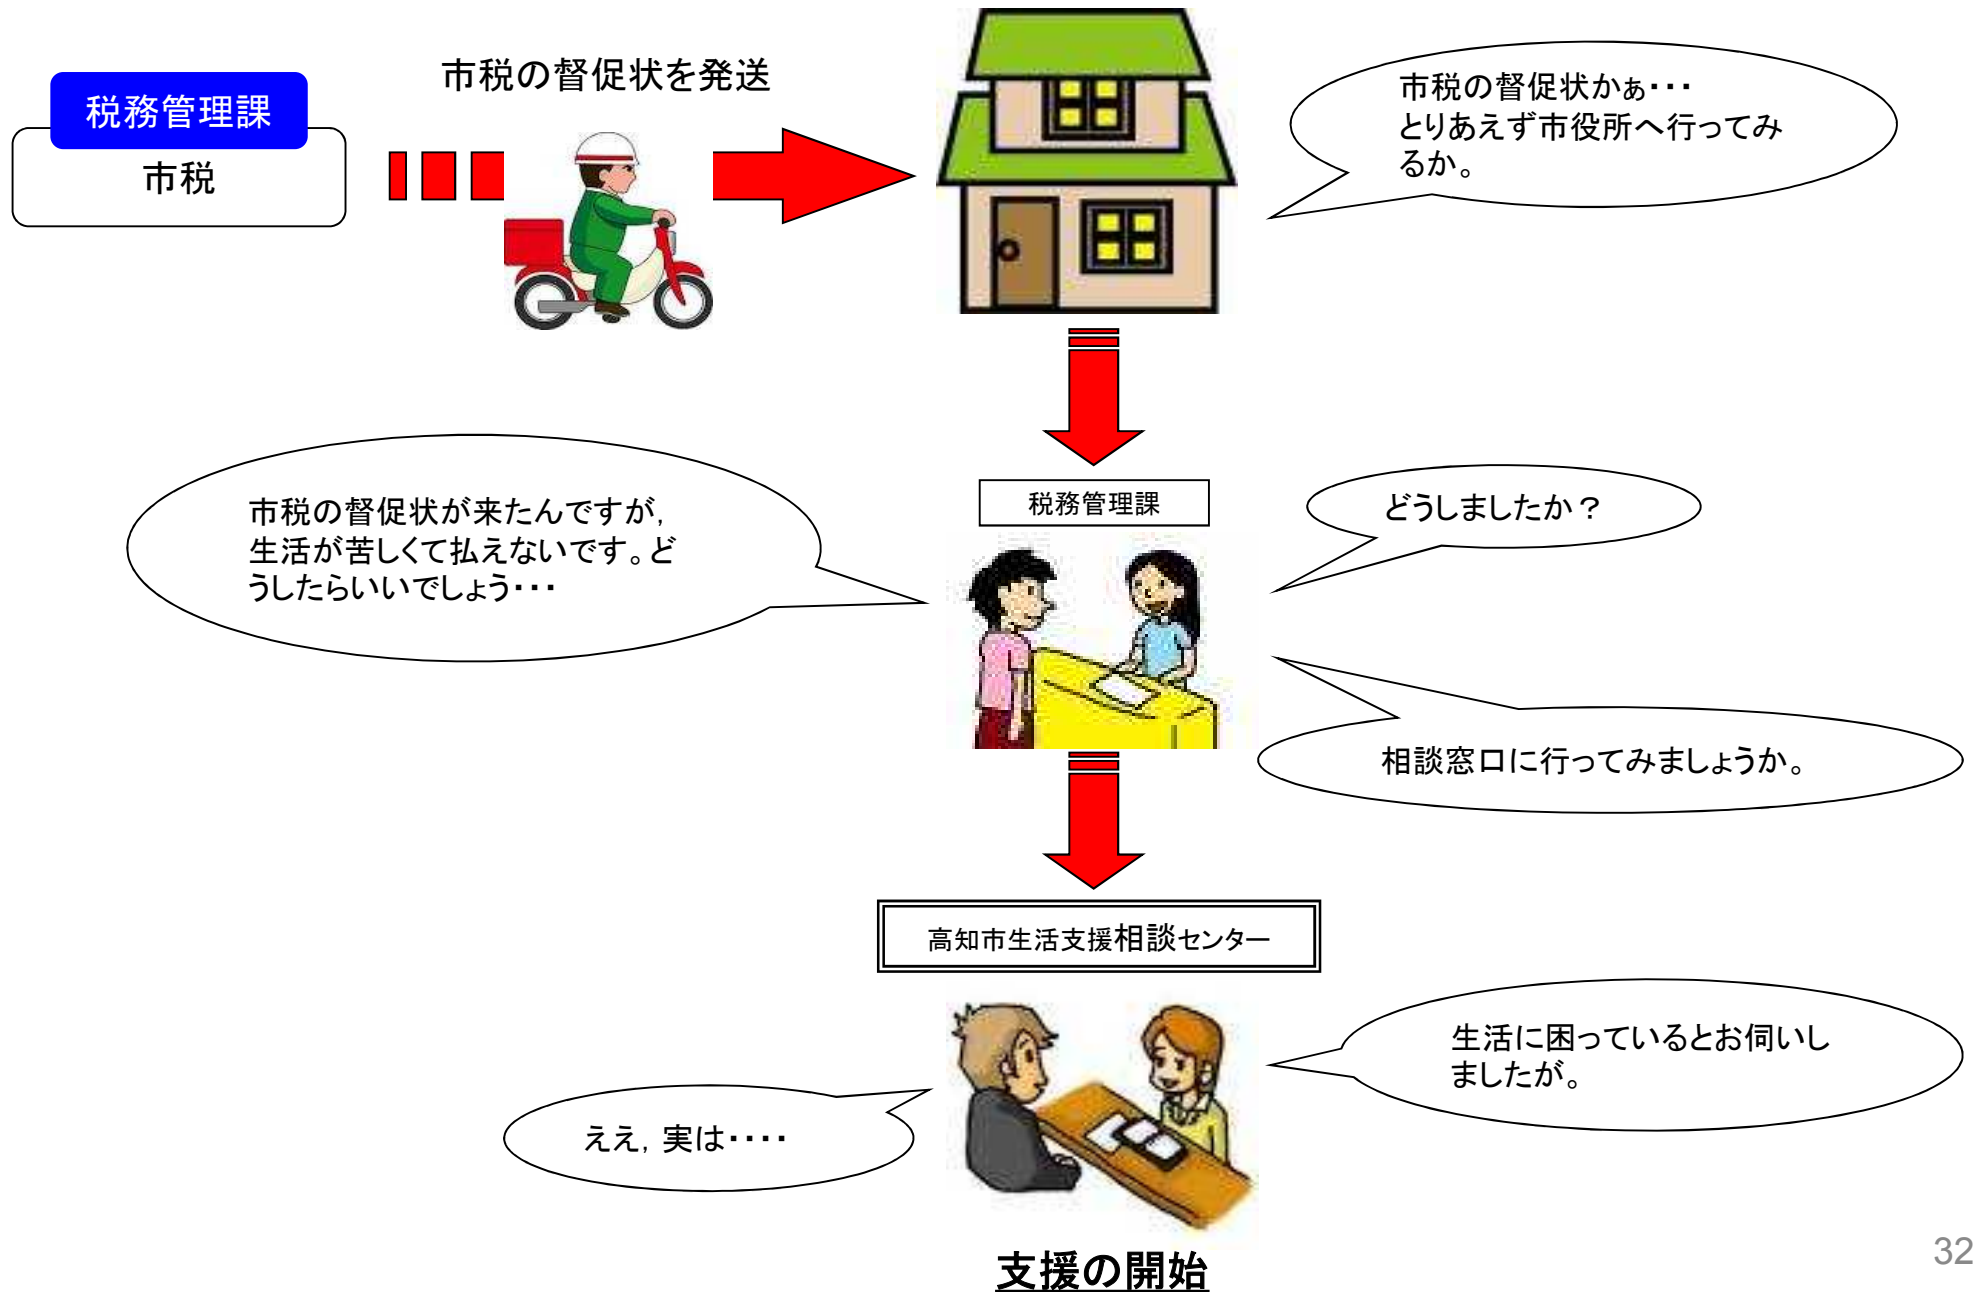 市税の督促状を発送
税務管理課
市税
市税の督促状かぁ・・・
とりあえず市役所へ行ってみ
るか。
税務管理課
どうしましたか？
市税の督促状が来たんですが,
生活が苦しくて払えないです。ど
うしたらいいでしょう・・・
相談窓口に行ってみましょうか。
高知市生活支援相談センター
生活に困っているとお伺いし
ましたが。
ええ, 実は・・・・
支援の開始
32